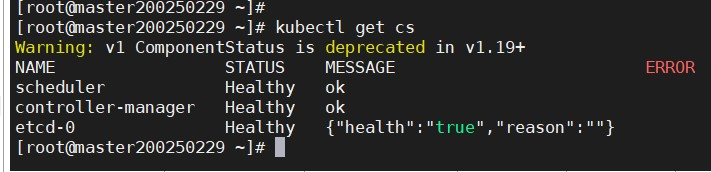 [root@master200250229 ~]#
[root@master200250229 ~]# kubectl get cs
Warning: v1 ComponentStatus is deprecated in v1.19+
NAME                 STATUS    MESSAGE                         ERROR
scheduler            Healthy   ok
controller-manager   Healthy   ok
etcd-0               Healthy   {"health":"true","reason":""}
[root@master200250229 ~]#